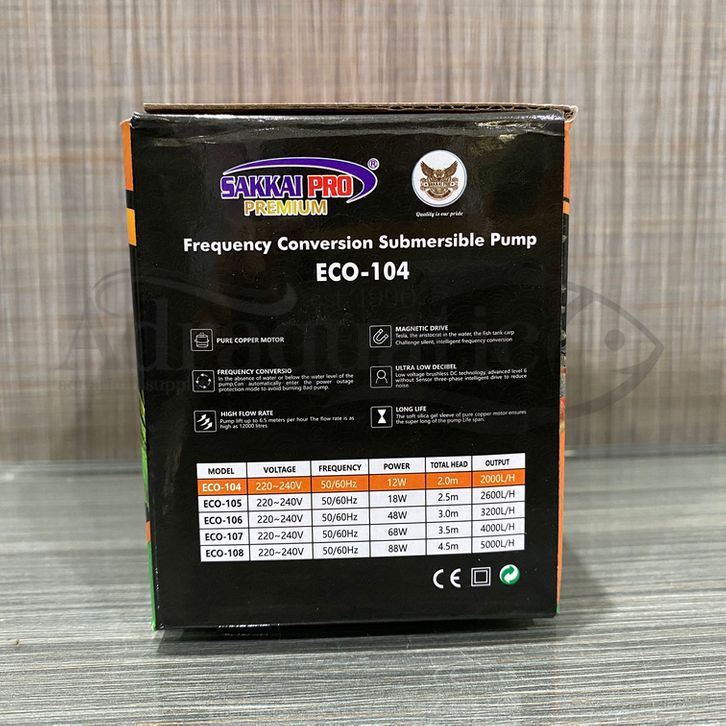 SAKKAI PRO®
PREMIUM
Quality is our pride
Frequency Conversion Submersible Pump
ECO-104
PURE COPPER MOTOR
MAGNETIC DRIVE
Tesla, the aristocrat in the water, the fish tank carp
Challenge silent, intelligent frequency conversion
FREQUENCY CONVERSIO
In the absence of water or below the water level of the
pump,Can automatically enter the power outage
protection mode to avoid burning Bad pump.
ULTRA LOW DECIBEL
Low voltage brushless DC technology, advanced level 6
without Sensor three-phase intelligent drive to reduce
noise.
HIGH FLOW RATE
Pump lift up to 6.5 meters per hour The flow rate is as
high as 12000 litres.
LONG LIFE
The soft silica gel sleeve of pure copper motor ensures
the super long of the pump Life span.
MODEL VOLTAGE FREQUENCY POWER TOTAL HEAD OUTPUT
ECO-104 220~240V 50/60Hz 12W 2.0m 2000L/H
ECO-105 220~240V 50/60Hz 18W 2.5m 2600L/H
ECO-106 220~240V 50/60Hz 48W 3.0m 3200L/H
ECO-107 220~240V 50/60Hz 68W 3.5m 4000L/H
ECO-108 220~240V 50/60Hz 88W 4.5m 5000L/H
CE